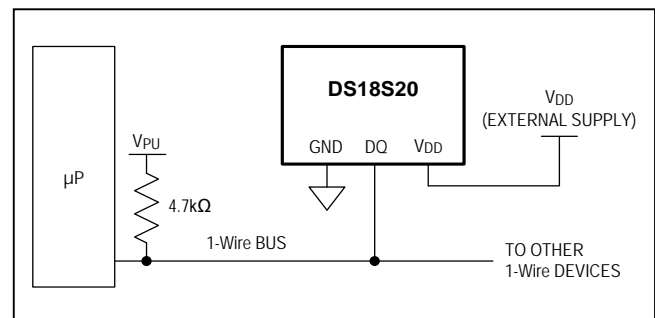 DS18S20
VDD
(EXTERNAL SUPPLY)
GND DQ VDD
VPU
µP
4.7kΩ
1-Wire BUS
TO OTHER
1-Wire DEVICES